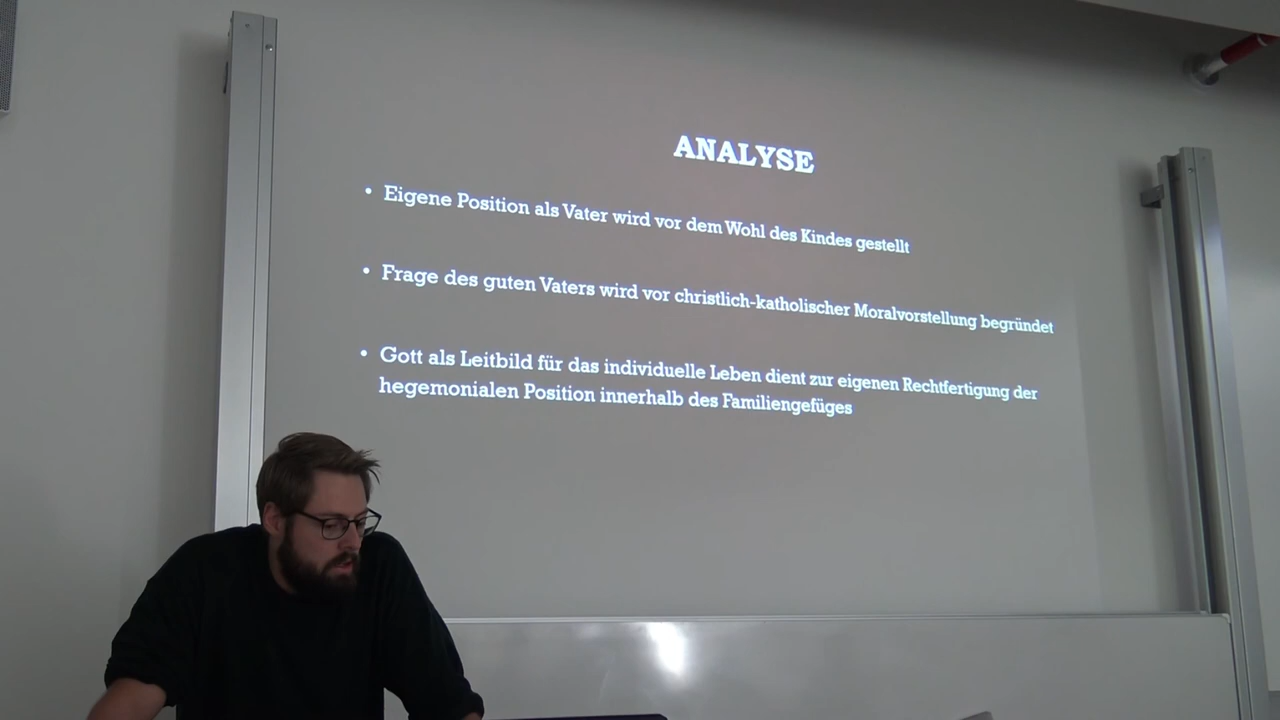 ANALYSE
• Eigene Position als Vater wird vor dem Wohl des Kindes gestellt
• Frage des guten Vaters wird vor christlich-katholischer Moralvorstellung begründet
• Gott als Leitbild für das individuelle Leben dient zur eigenen Rechtfertigung der
hegemonialen Position innerhalb des Familiengefüges